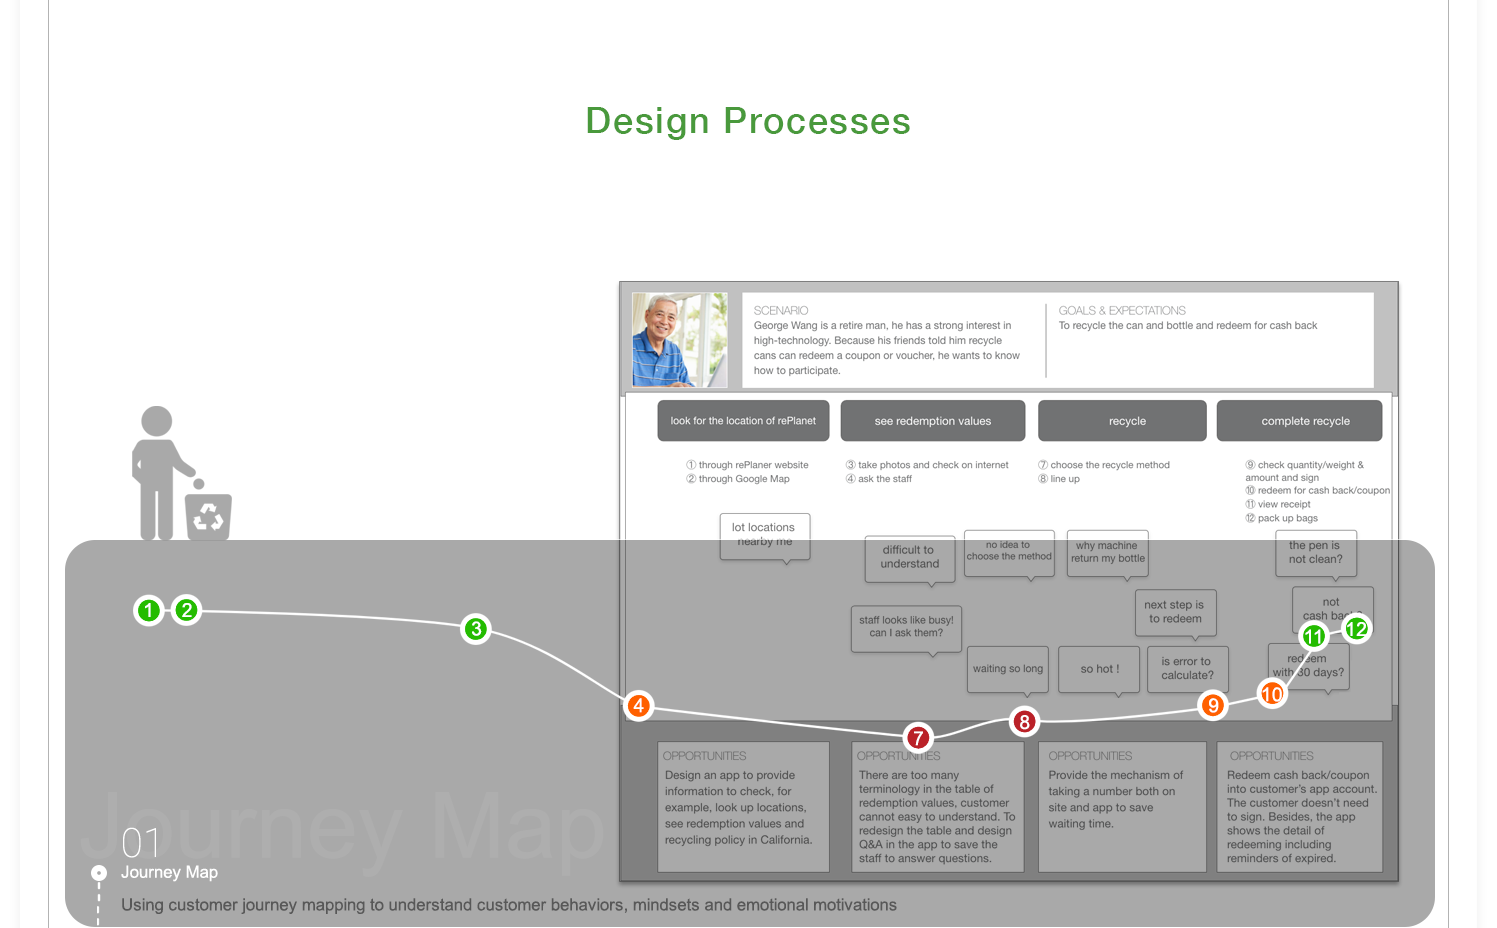 Design Processes
SCENARIO
George Wang is a retire man, he has a strong interest in
high-technology. Because his friends told him recycle
cans can redeem a coupon or voucher, he wants to know
how to participate.
GOALS & EXPECTATIONS
To recycle the can and bottle and redeem for cash back
look for the location of rePlanet
see redemption values
recycle
complete recycle
① through rePlaner website
② through Google Map
③ take photos and check on internet
④ ask the staff
⑦ choose the recycle method
⑧ line up
⑨ check quantity/weight &
amount and sign
⑩ redeem for cash back/coupon
⑪ view receipt
⑫ pack up bags
lot locations
nearby me
difficult to
understand
no idea to
choose the method
why machine
return my bottle
the pen is
not clean?
staff looks like busy!
can I ask them?
next step is
to redeem
not
cash back?
waiting so long
so hot !
is error to
calculate?
redeem
with 30 days?
1
2
3
4
7
8
9
10
11
12
OPPORTUNITIES
Design an app to provide
information to check, for
example, look up locations,
see redemption values and
recycling policy in California.
OPPORTUNITIES
There are too many
terminology in the table of
redemption values, customer
cannot easy to understand. To
redesign the table and design
Q&A in the app to save the
staff to answer questions.
OPPORTUNITIES
Provide the mechanism of
taking a number both on
site and app to save
waiting time.
OPPORTUNITIES
Redeem cash back/coupon
into customer's app account.
The customer doesn't need
to sign. Besides, the app
shows the detail of
redeeming including
reminders of expired.
Journey Map
01
Journey Map
Using customer journey mapping to understand customer behaviors, mindsets and emotional motivations